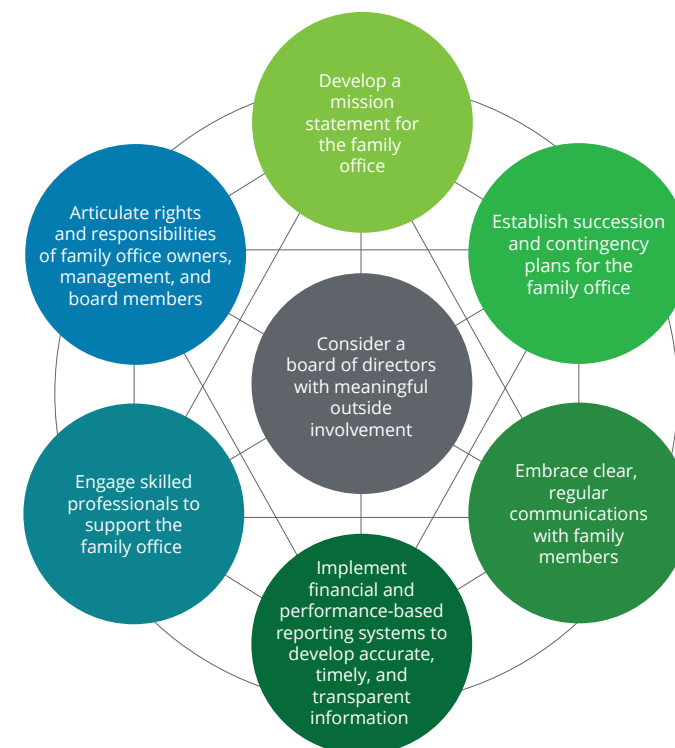 Develop a
mission
statement for
the family
office
Articulate rights
and responsibilities
of family office owners,
management, and
board members
Establish succession
and contingency
plans for the
family office
Consider a
board of directors
with meaningful
outside
involvement
Engage skilled
professionals to
support the
family office
Embrace clear,
regular
communications
with family
members
Implement
financial and
performance-based
reporting systems to
develop accurate,
timely, and
transparent
information